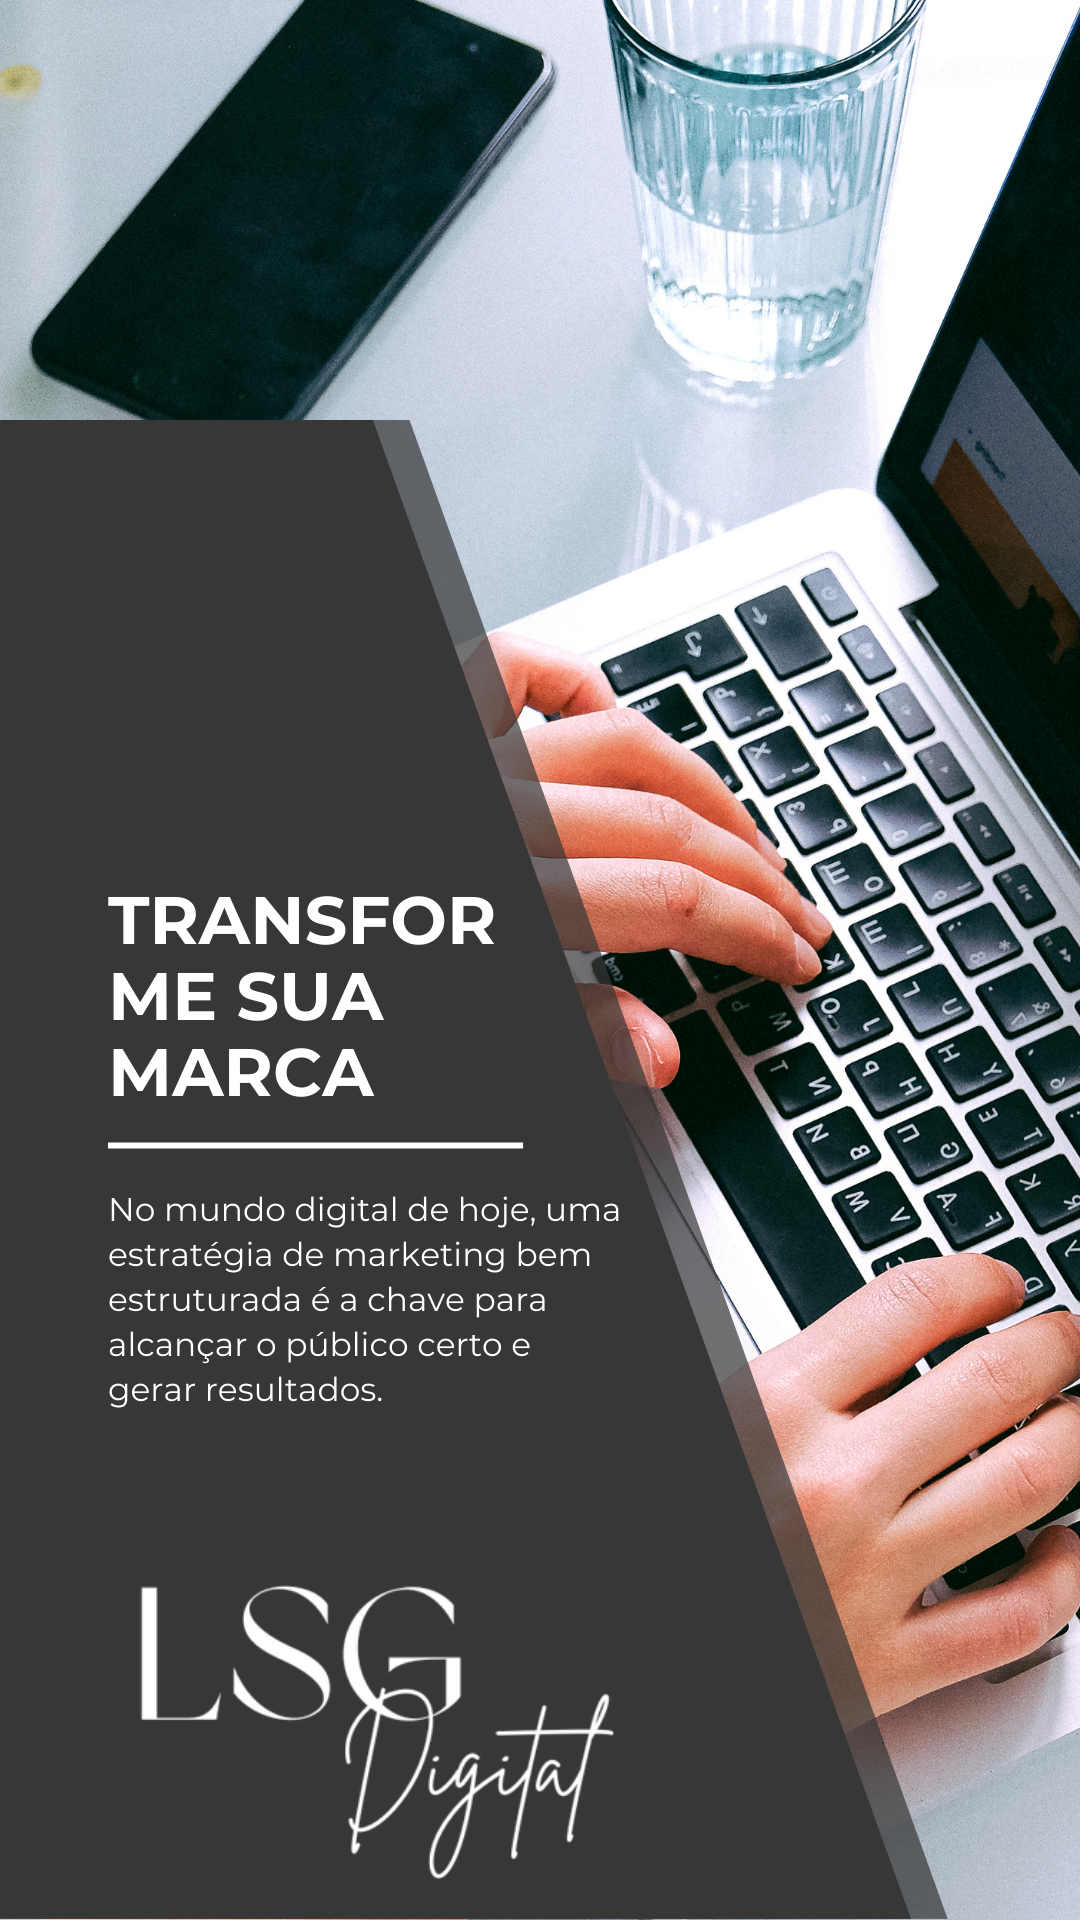 TRANSFOR
ME SUA
MARCA
No mundo digital de hoje, uma
estratégia de marketing bem
estruturada é a chave para
alcançar o público certo e
gerar resultados.
LSG
Digital